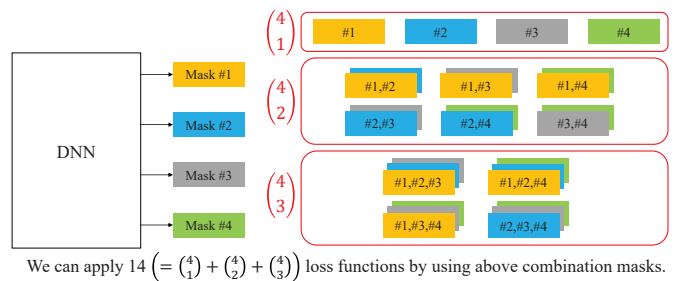 (4 1) #1 #2 #3 #4
Mask #1
(4 2) #1,#2 #1,#3 #1,#4
Mask #2
#2,#3 #2,#4 #3,#4
DNN
Mask #3
(4 3) #1,#2,#3 #1,#2,#4
Mask #4
#1,#3,#4 #2,#3,#4
We can apply 14 (= (4 1) + (4 2) + (4 3)) loss functions by using above combination masks.